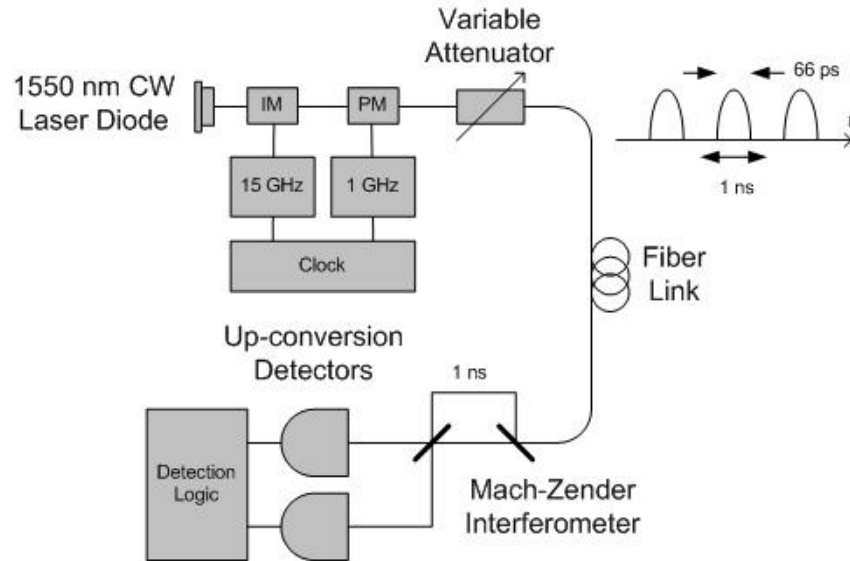 Variable
Attenuator
1550 nm CW
Laser Diode
IM
PM
66 ps
t
15 GHz
1 GHz
1 ns
Clock
Fiber
Link
Up-conversion
Detectors
1 ns
Detection
Logic
Mach-Zender
Interferometer